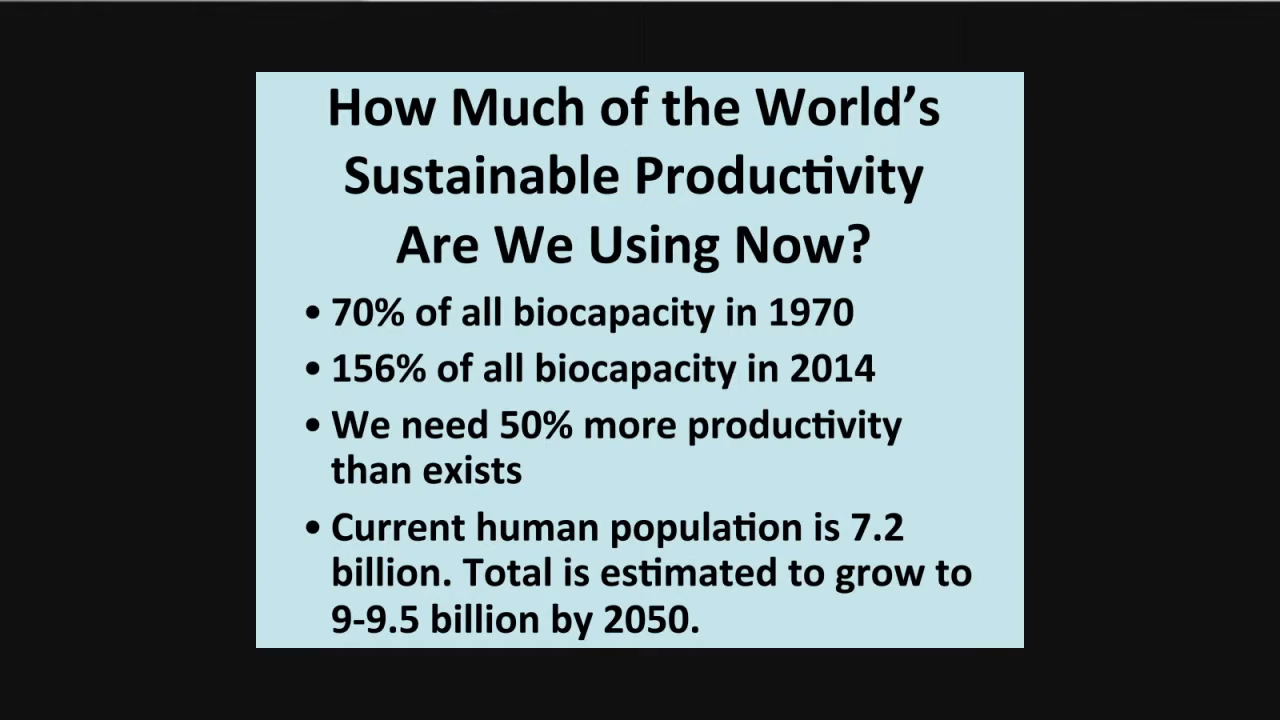 How Much of the World’s
Sustainable Productivity
Are We Using Now?
• 70% of all biocapacity in 1970
• 156% of all biocapacity in 2014
• We need 50% more productivity
than exists
• Current human population is 7.2
billion. Total is estimated to grow to
9-9.5 billion by 2050.